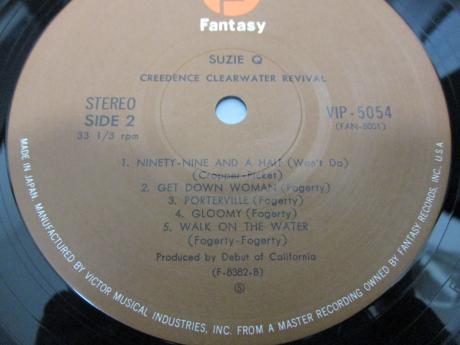 Fantasy
SUZIE Q
CREEDENCE CLEARWATER REVIVAL
STEREO
SIDE 2
33 1/3 rpm
VIP-5054
(FAN-5001)
1. NINETY-NINE AND A HALF (Won't Do)
(Cropper-Picket)
2. GET DOWN WOMAN (Fogerty)
3. PORTERVILLE (Fogerty)
4. GLOOMY (Fogerty)
5. WALK ON THE WATER
(Fogerty-Fogerty)
Produced by Debut of California
(F-8382-B)
Ⓢ
MADE IN JAPAN. MANUFACTURED BY VICTOR MUSICAL INDUSTRIES, INC. FROM A MASTER RECORDING OWNED BY FANTASY RECORDS, INC., U.S.A.